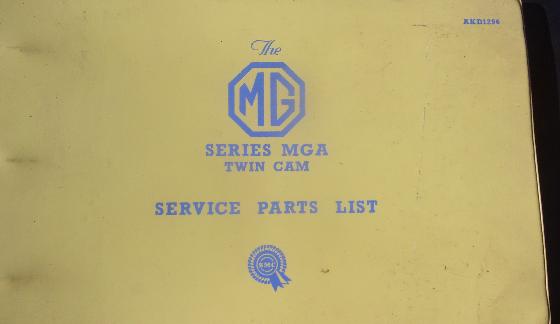 AKD1296
The
MG
SERIES MGA
TWIN CAM
SERVICE PARTS LIST
BMC